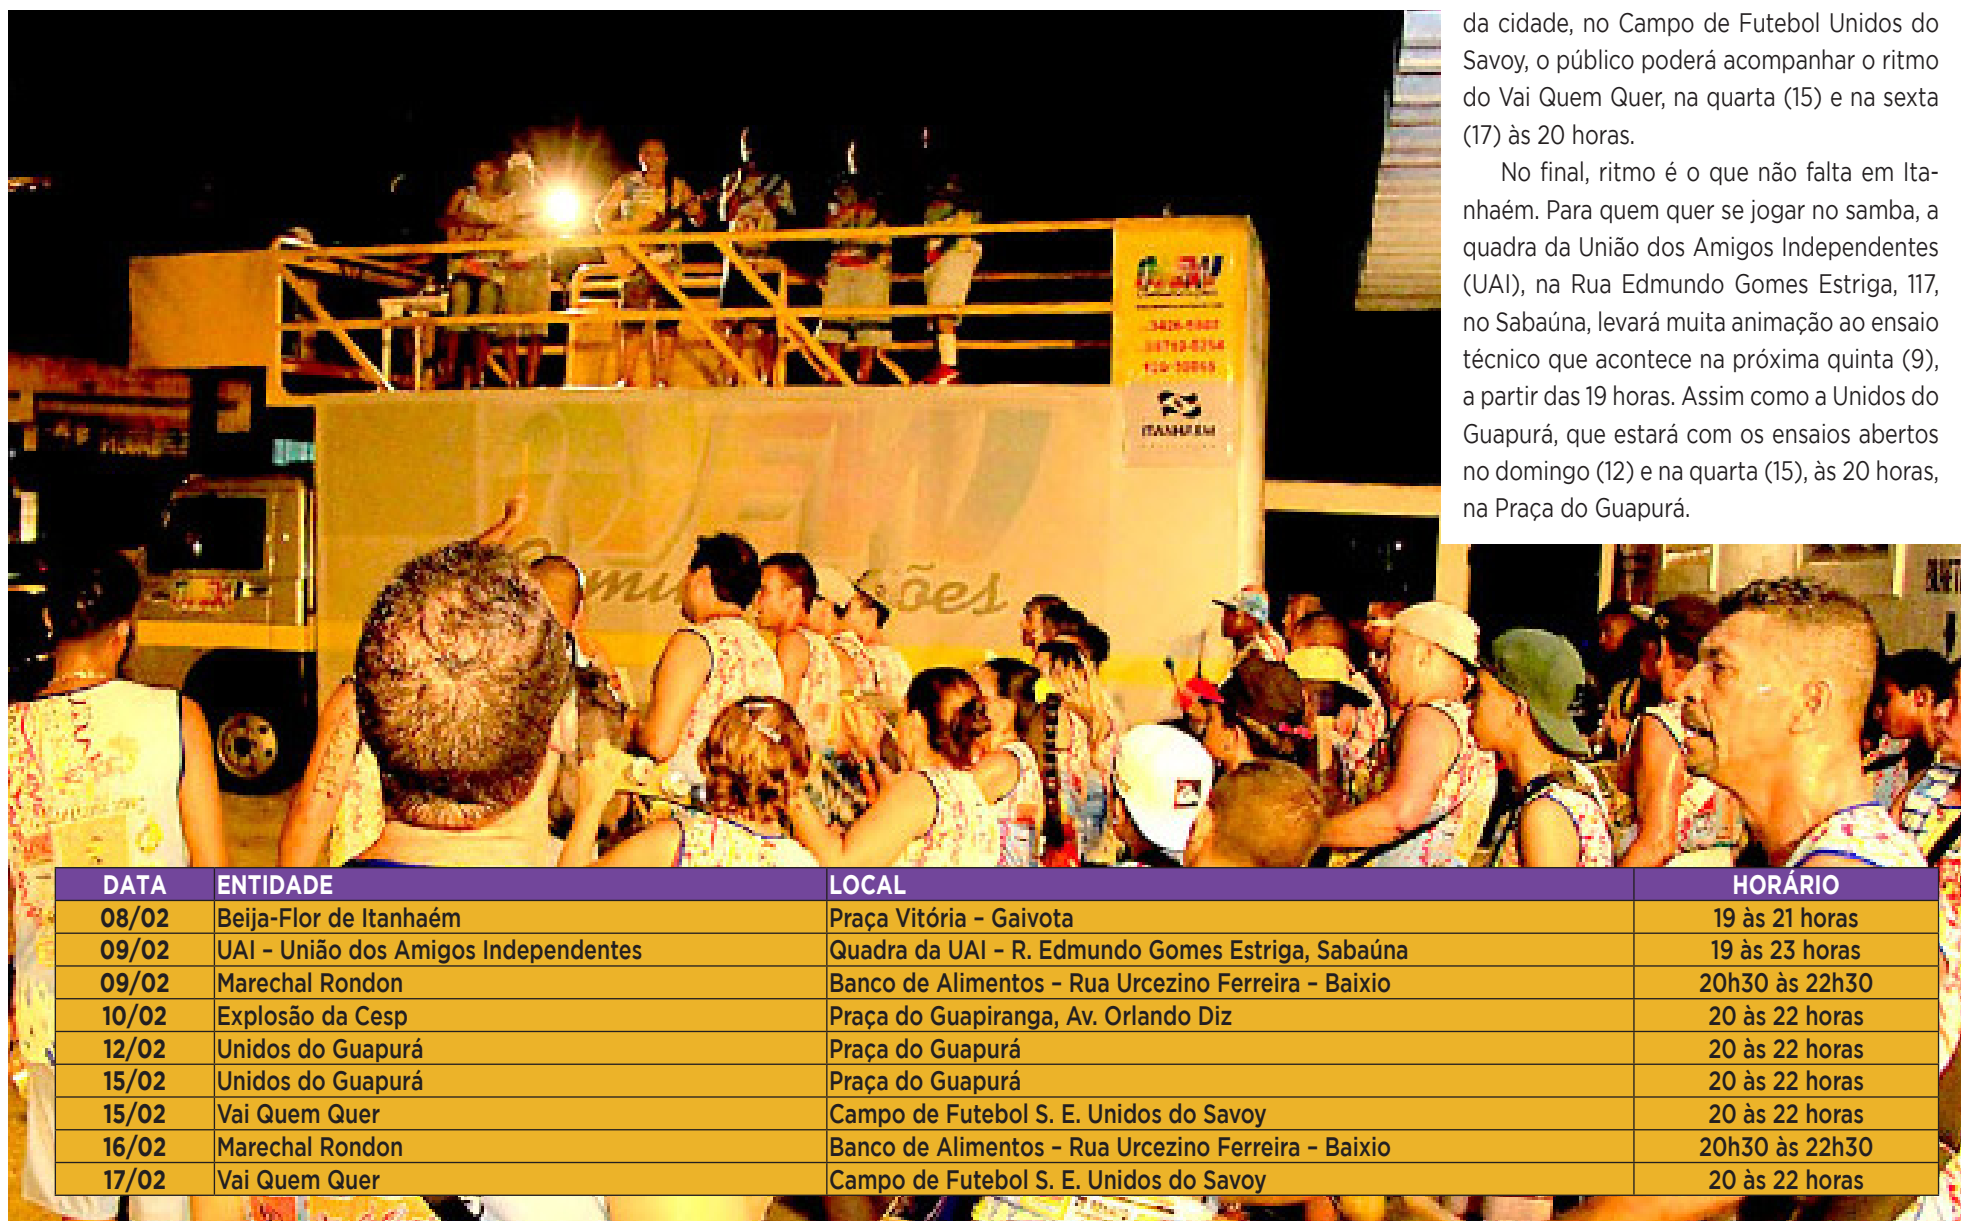 da cidade, no Campo de Futebol Unidos do
Savoy, o público poderá acompanhar o ritmo
do Vai Quem Quer, na quarta (15) e na sexta
(17) às 20 horas.
No final, ritmo é o que não falta em Ita-
nhaém. Para quem quer se jogar no samba, a
quadra da União dos Amigos Independentes
(UAI), na Rua Edmundo Gomes Estriga, 117,
no Sabaúna, levará muita animação ao ensaio
técnico que acontece na próxima quinta (9),
a partir das 19 horas. Assim como a Unidos do
Guapurá, que estará com os ensaios abertos
no domingo (12) e na quarta (15), às 20 horas,
na Praça do Guapurá.
ITANHAÉM
DATA ENTIDADE LOCAL HORÁRIO
08/02 Beija-Flor de Itanhaém Praça Vitória – Gaivota 19 às 21 horas
09/02 UAI – União dos Amigos Independentes Quadra da UAI – R. Edmundo Gomes Estriga, Sabaúna 19 às 23 horas
09/02 Marechal Rondon Banco de Alimentos – Rua Urcezino Ferreira – Baixio 20h30 às 22h30
10/02 Explosão da Cesp Praça do Guapiranga, Av. Orlando Diz 20 às 22 horas
12/02 Unidos do Guapurá Praça do Guapurá 20 às 22 horas
15/02 Unidos do Guapurá Praça do Guapurá 20 às 22 horas
15/02 Vai Quem Quer Campo de Futebol S. E. Unidos do Savoy 20 às 22 horas
16/02 Marechal Rondon Banco de Alimentos – Rua Urcezino Ferreira – Baixio 20h30 às 22h30
17/02 Vai Quem Quer Campo de Futebol S. E. Unidos do Savoy 20 às 22 horas